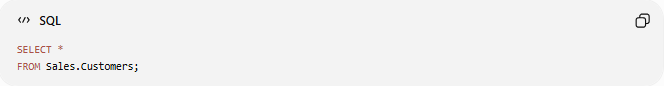 </> SQL
SELECT *
FROM Sales.Customers;